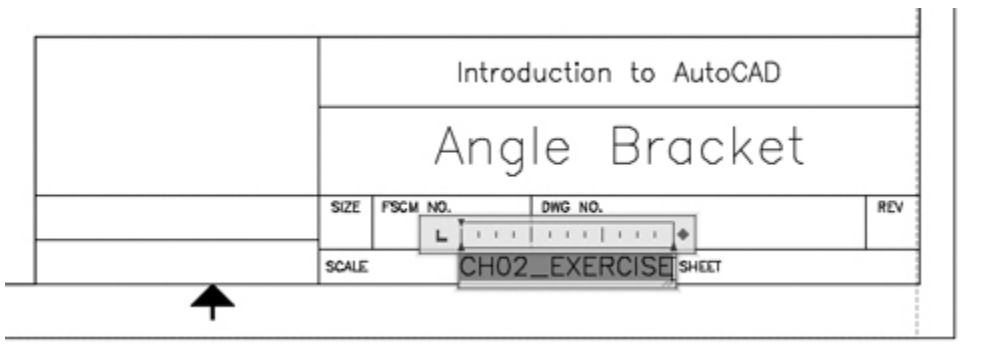 Introduction to AutoCAD
Angle Bracket
SIZE FSCM NO. DWG NO. REV
SCALE CH02_EXERCISE SHEET